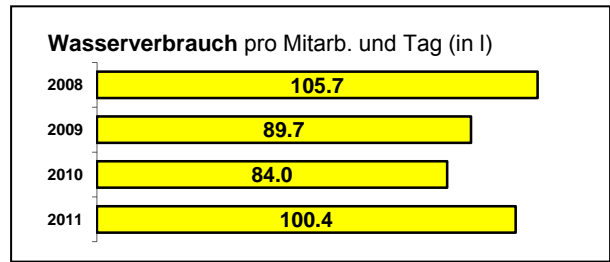 Wasserverbrauch pro Mitarb. und Tag (in l)
2008 105.7
2009 89.7
2010 84.0
2011 100.4